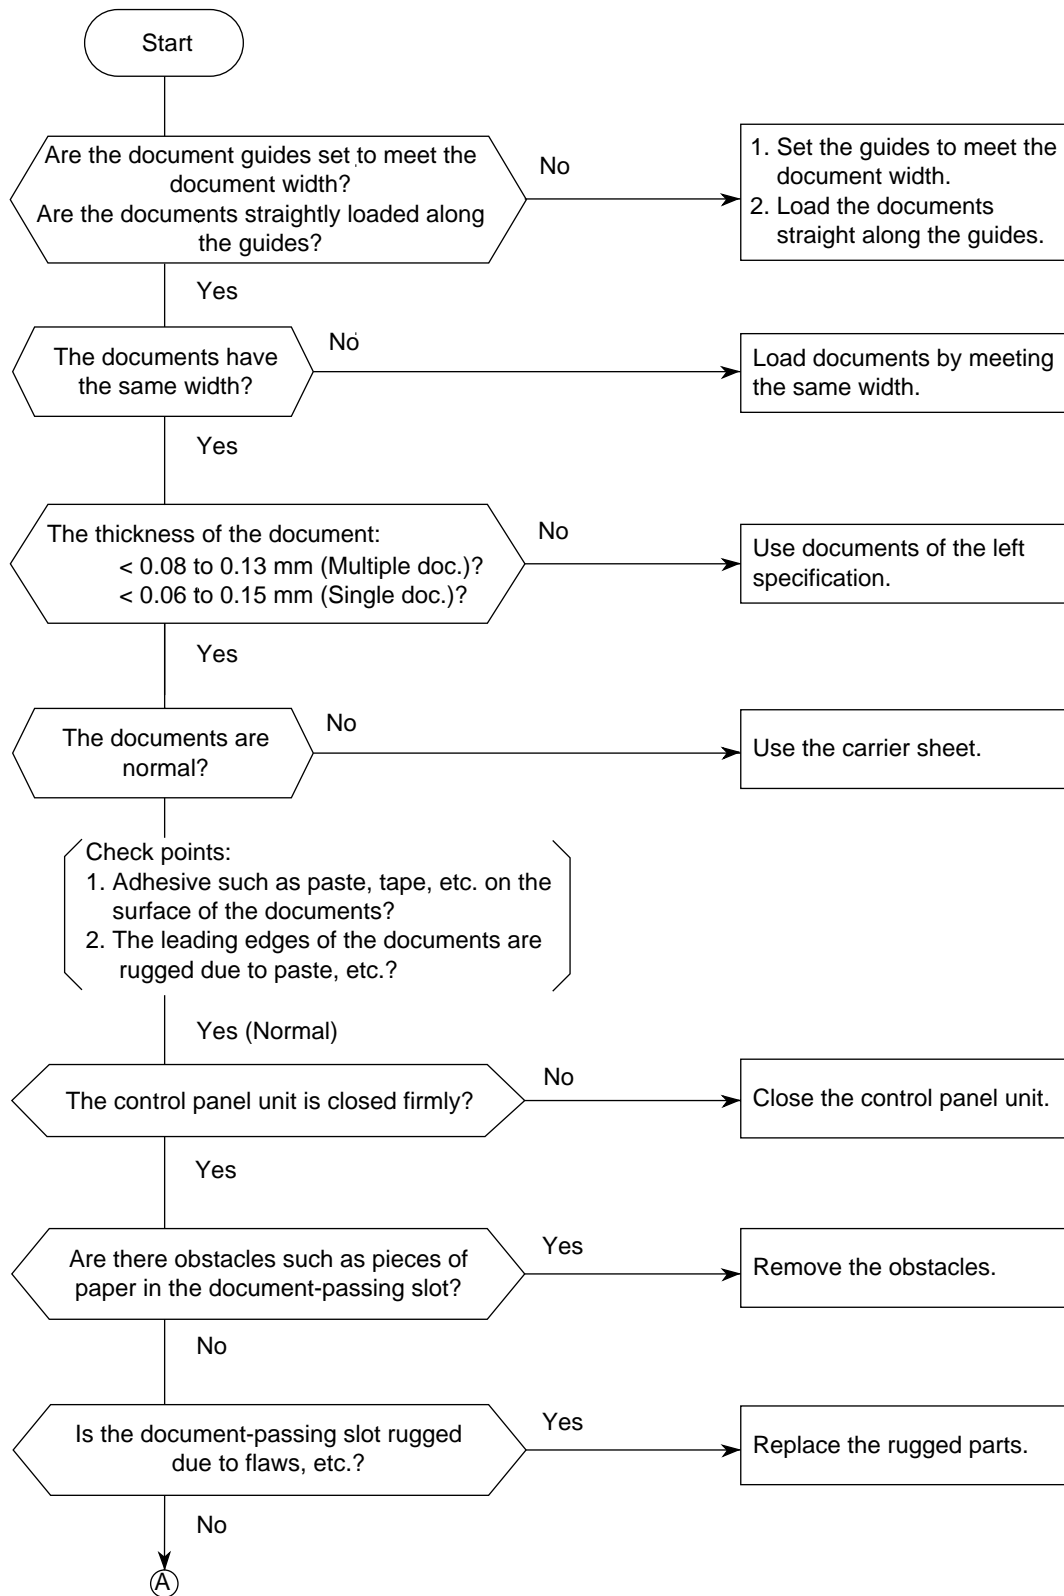 Start
Are the document guides set to meet the
document width?
Are the documents straightly loaded along
the guides?
No
1. Set the guides to meet the
document width.
2. Load the documents
straight along the guides.
Yes
The documents have
the same width?
No
Load documents by meeting
the same width.
Yes
The thickness of the document:
< 0.08 to 0.13 mm (Multiple doc.)?
< 0.06 to 0.15 mm (Single doc.)?
No
Use documents of the left
specification.
Yes
The documents are
normal?
No
Use the carrier sheet.
Check points:
1. Adhesive such as paste, tape, etc. on the
surface of the documents?
2. The leading edges of the documents are
rugged due to paste, etc.?
Yes (Normal)
The control panel unit is closed firmly?
No
Close the control panel unit.
Yes
Are there obstacles such as pieces of
paper in the document-passing slot?
Yes
Remove the obstacles.
No
Is the document-passing slot rugged
due to flaws, etc.?
Yes
Replace the rugged parts.
No
A